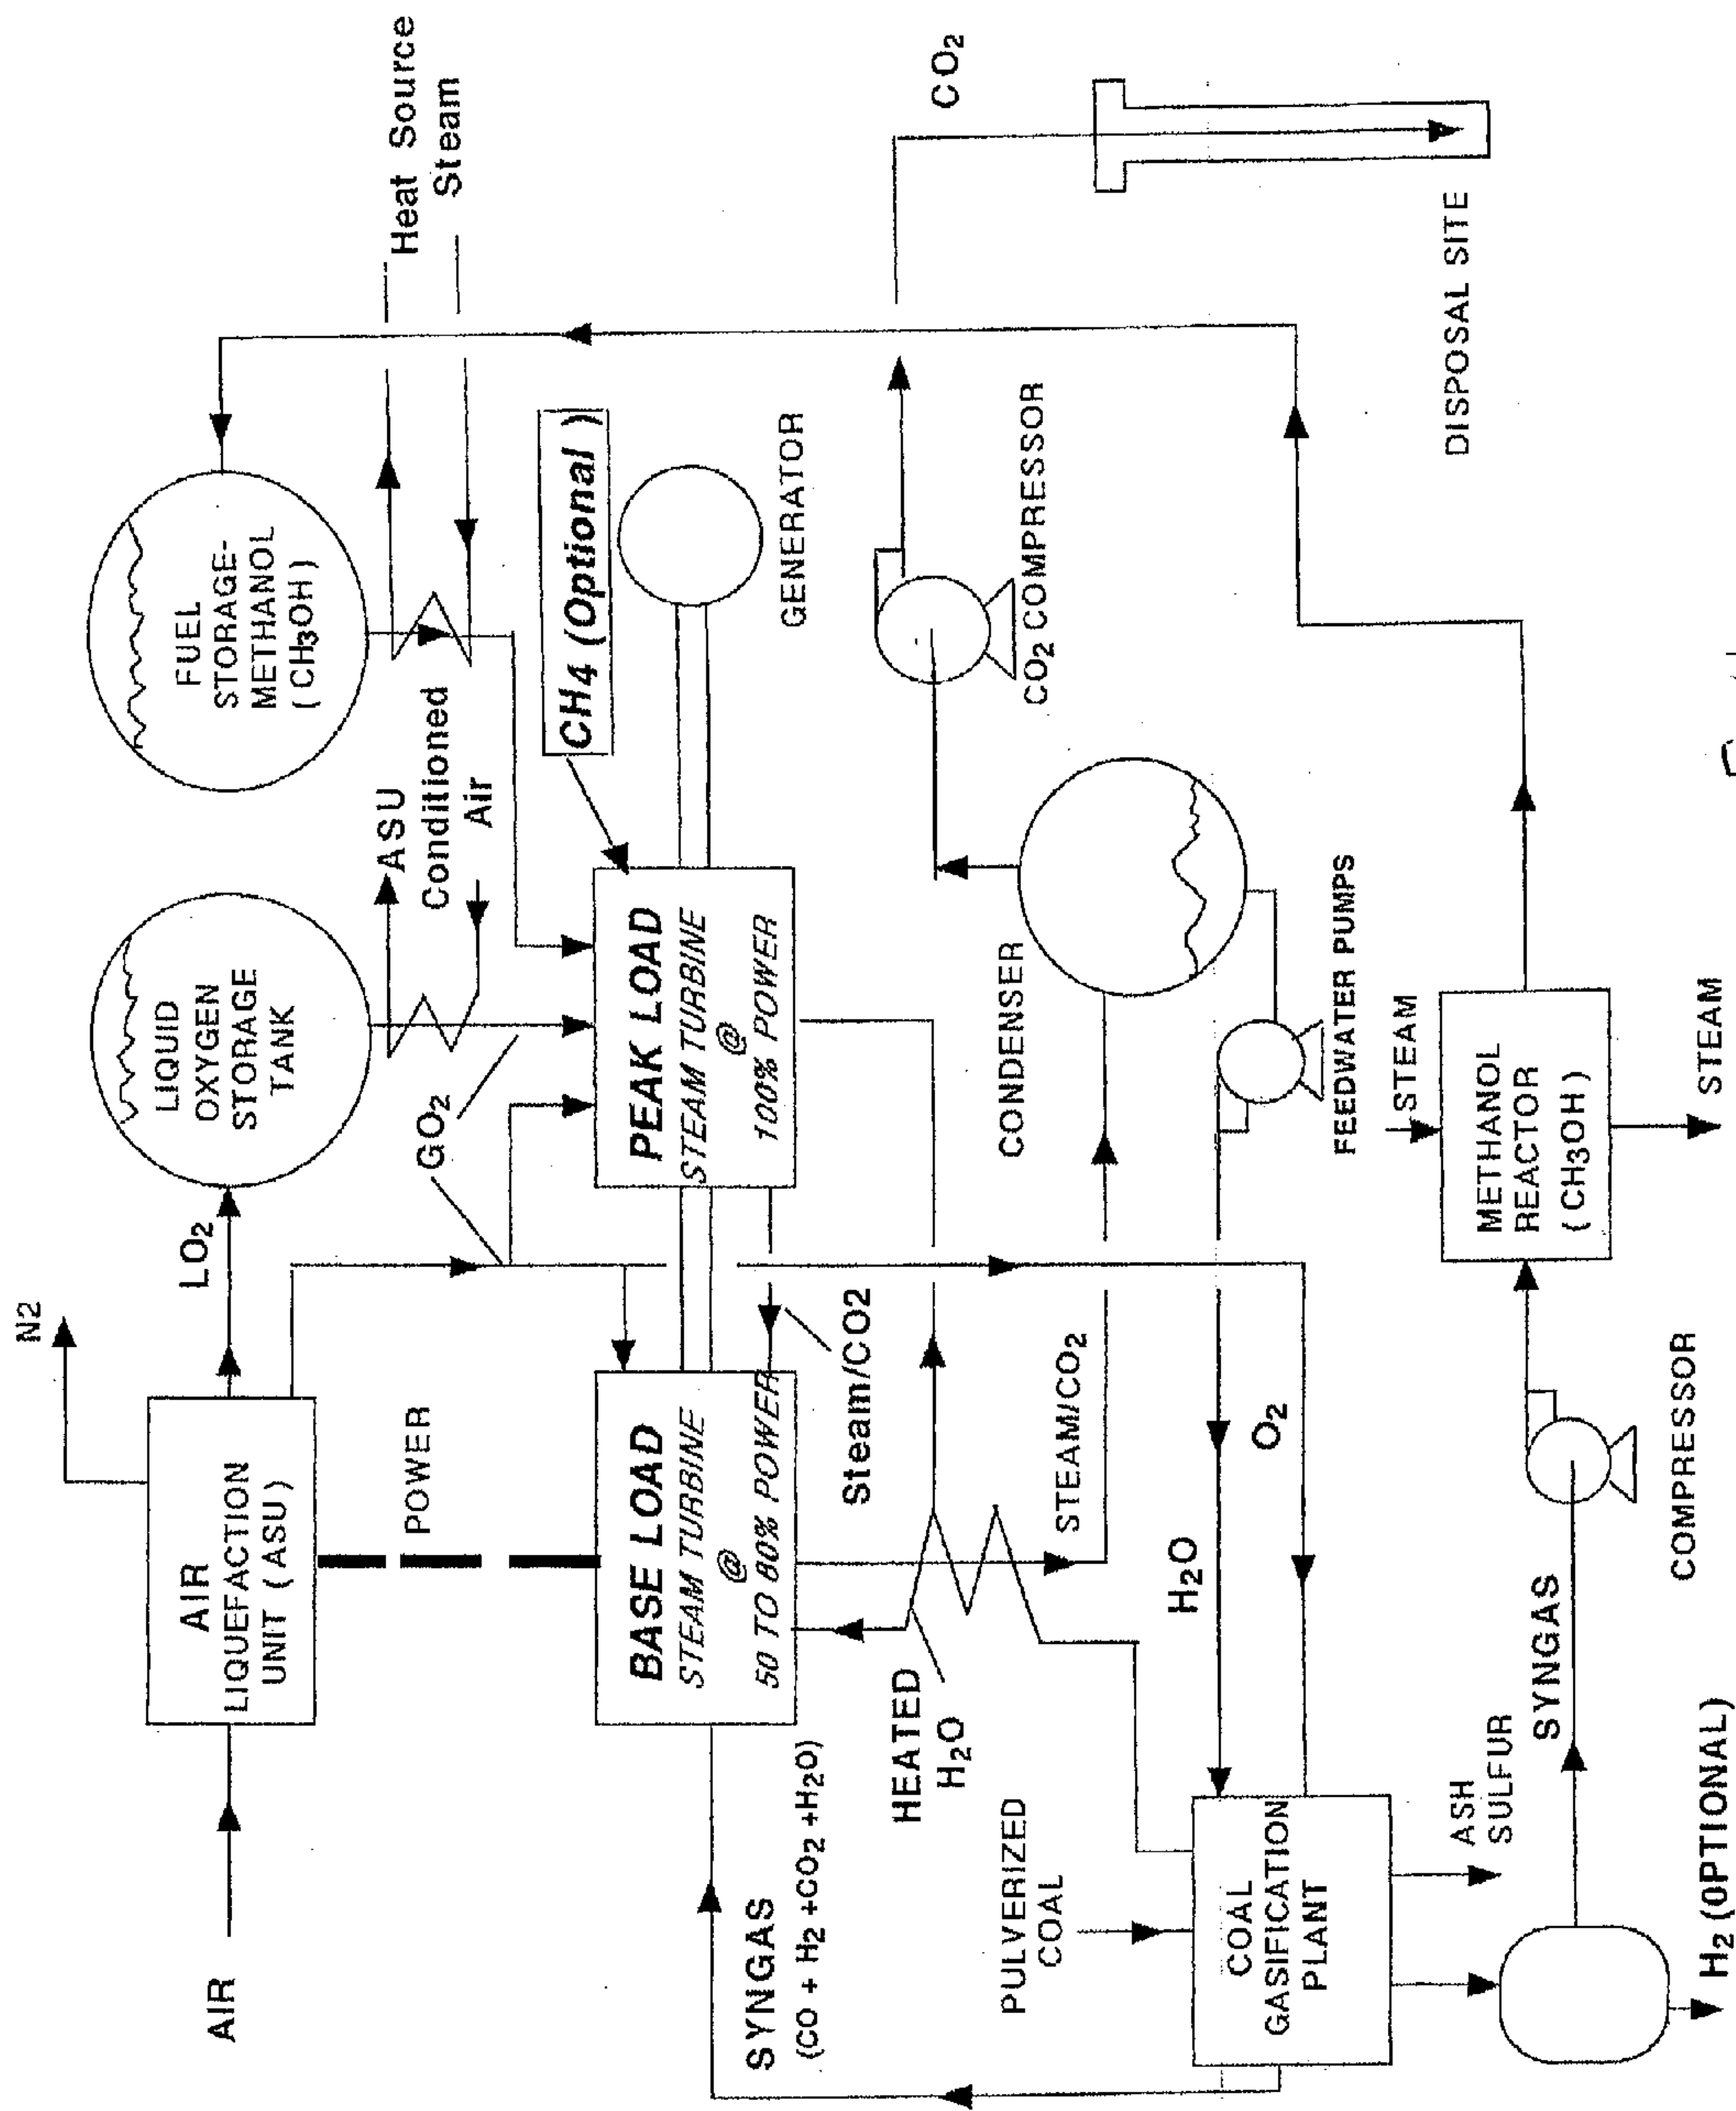 N2
AIR
AIR
LIQUEFACTION
UNIT ( ASU )
LO2
LIQUID
OXYGEN
STORAGE
TANK
FUEL
STORAGE-
METHANOL
( CH3OH )
Heat Source
Steam
POWER
GO2
ASU
Conditioned
Air
CH4 (Optional )
BASE LOAD
STEAM TURBINE
@
50 TO 80% POWER
PEAK LOAD
STEAM TURBINE
@
100% POWER
GENERATOR
SYNGAS
(CO + H2 +CO2 +H2O)
HEATED
H2O
Steam/CO2
STEAM/CO2
CONDENSER
CO2 COMPRESSOR
CO2
PULVERIZED
COAL
H2O
O2
FEEDWATER PUMPS
COAL
GASIFICATION
PLANT
ASH
SULFUR
SYNGAS
COMPRESSOR
STEAM
METHANOL
REACTOR
( CH3OH )
STEAM
DISPOSAL SITE
H2 (OPTIONAL)